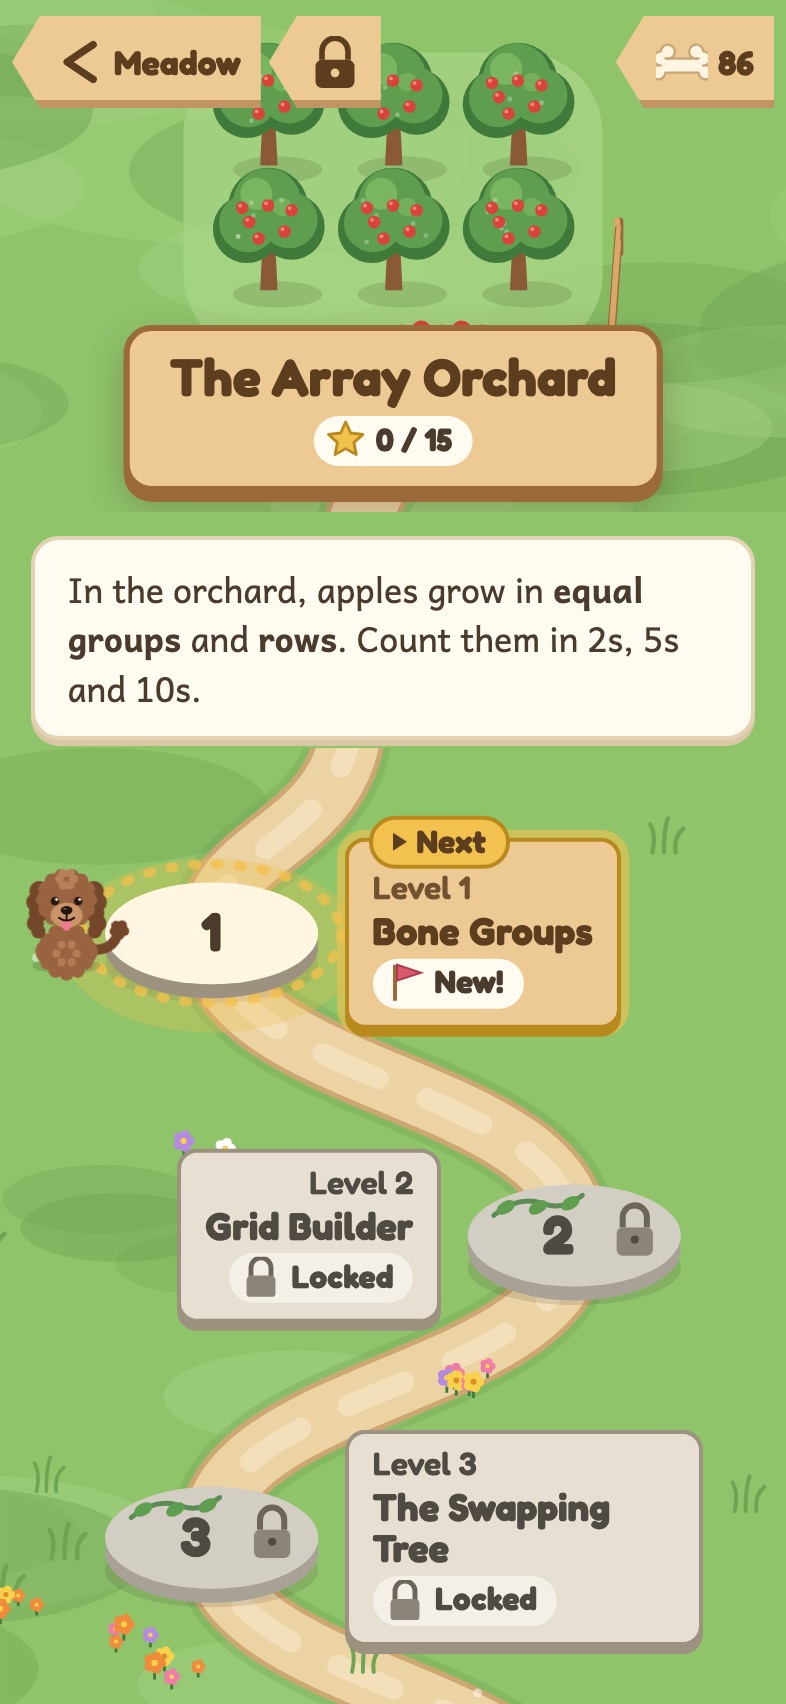 Meadow
86
The Array Orchard
0 / 15
In the orchard, apples grow in equal
groups and rows. Count them in 2s, 5s
and 10s.
Next
Level 1
Bone Groups
New!
1
Level 2
Grid Builder
Locked
2
Level 3
The Swapping
Tree
Locked
3